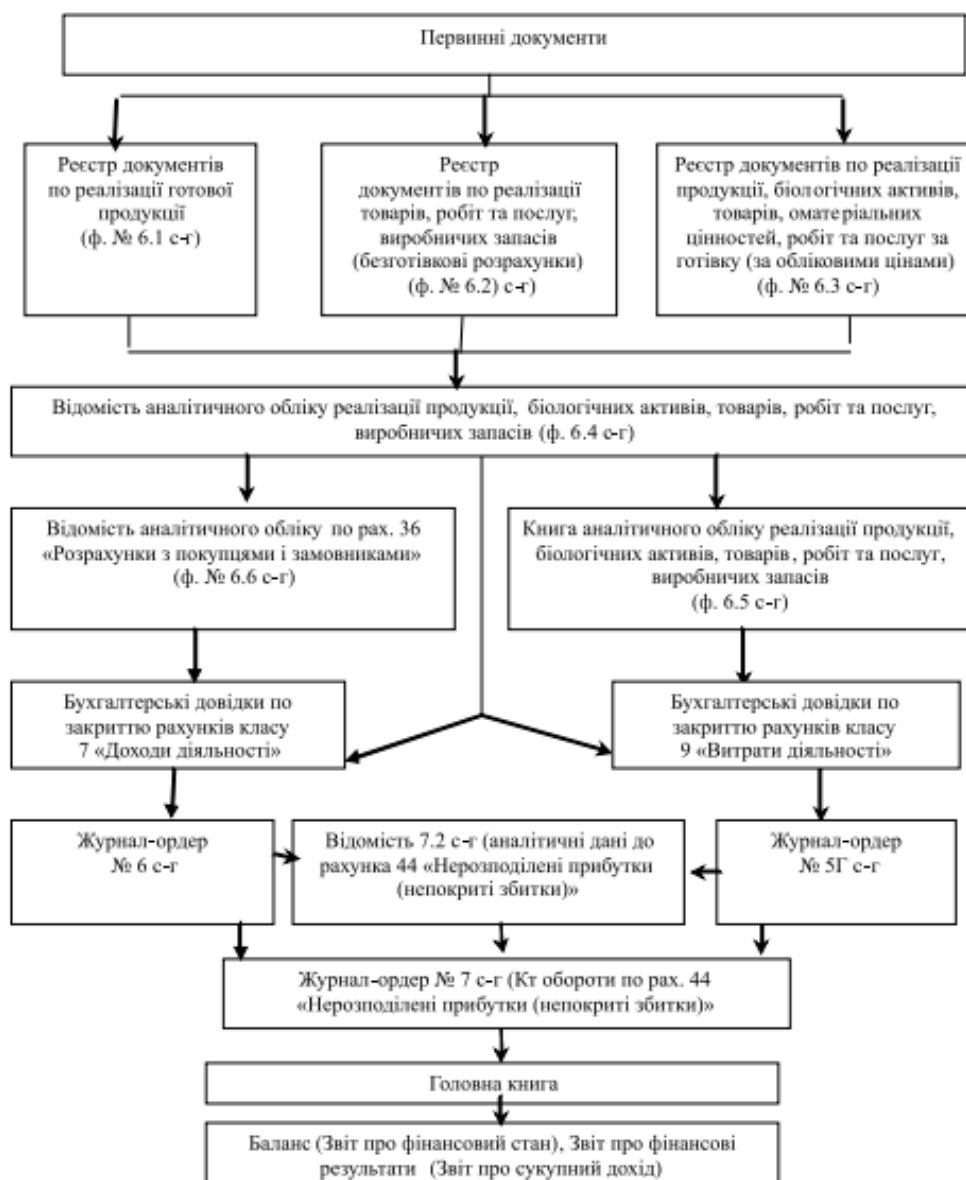 Первинні документи
Реєстр документів
по реалізації готової
продукції
(ф. № 6.1 с-г)
Реєстр
документів по реалізації
товарів, робіт та послуг,
виробничих запасів
(безготівкові розрахунки)
(ф. № 6.2) с-г)
Реєстр документів по реалізації
продукції, біологічних активів,
товарів, оматеріальних
цінностей, робіт та послуг за
готівку (за обліковими цінами)
(ф. № 6.3 с-г)
Відомість аналітичного обліку реалізації продукції, біологічних активів, товарів, робіт та послуг,
виробничих запасів (ф. 6.4 с-г)
Відомість аналітичного обліку по рах. 36
«Розрахунки з покупцями і замовниками»
(ф. № 6.6 с-г)
Книга аналітичного обліку реалізації продукції,
біологічних активів, товарів, робіт та послуг,
виробничих запасів
(ф. 6.5 с-г)
Бухгалтерські довідки по
закриттю рахунків класу
7 «Доходи діяльності»
Бухгалтерські довідки по
закриттю рахунків класу
9 «Витрати діяльності»
Журнал-ордер
№ 6 с-г
Відомість 7.2 с-г (аналітичні дані до
рахунка 44 «Нерозподілені прибутки
(непокриті збитки)»
Журнал-ордер
№ 5Г с-г
Журнал-ордер № 7 с-г (Кт обороти по рах. 44
«Нерозподілені прибутки (непокриті збитки)»
Головна книга
Баланс (Звіт про фінансовий стан), Звіт про фінансові
результати (Звіт про сукупний дохід)